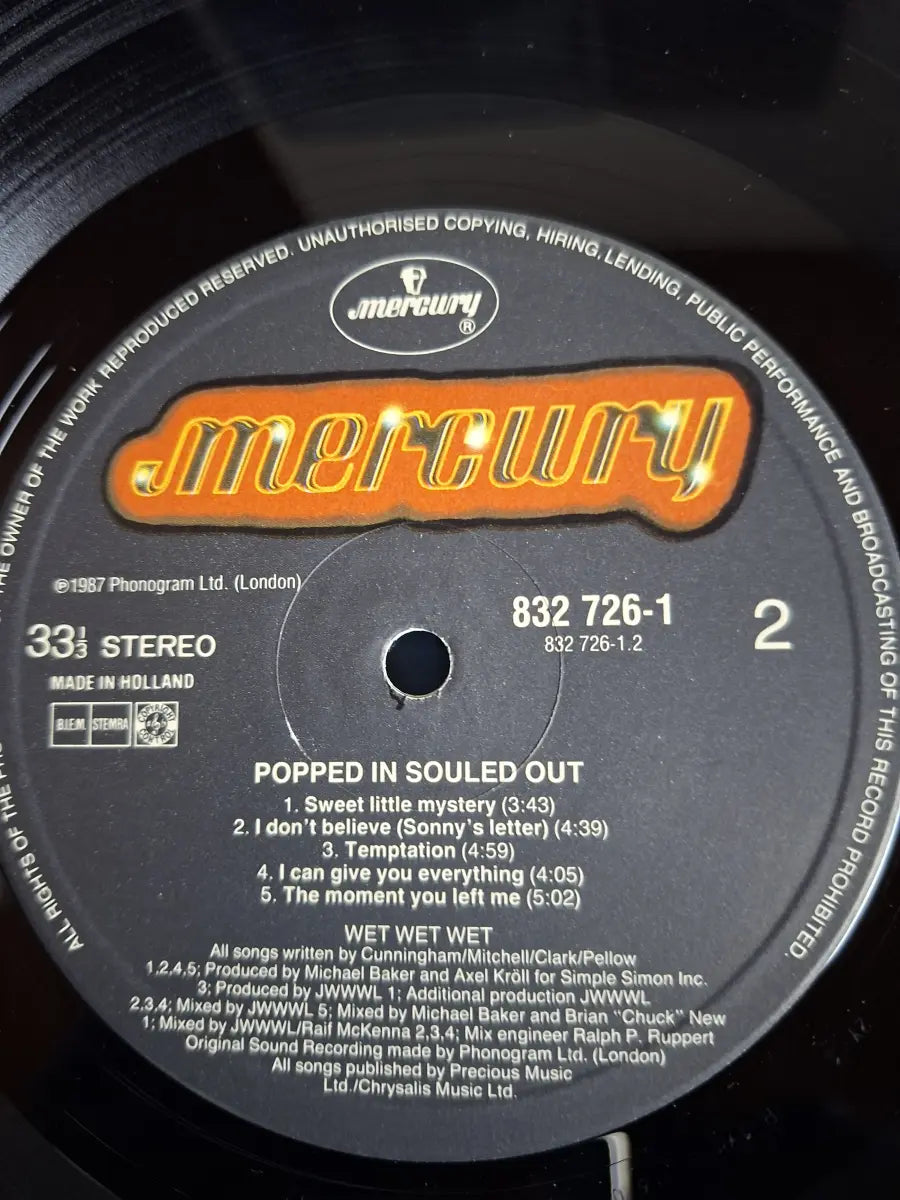 ALL RIGHTS OF THE
THE OWNER OF THE WORK REPRODUCED RESERVED. UNAUTHORISED COPYING, HIRING, LENDING, PUBLIC PERFORMANCE AND BROADCASTING OF THIS RECORD PROHIBITED.
mercury
®
mercury
℗1987 Phonogram Ltd. (London)
832 726-1
2
33⅓ STEREO
832 726-1.2
MADE IN HOLLAND
B.I.E.M. STEMRA COPYRIGHT CONTROL
POPPED IN SOULED OUT
1. Sweet little mystery (3:43)
2. I don't believe (Sonny's letter) (4:39)
3. Temptation (4:59)
4. I can give you everything (4:05)
5. The moment you left me (5:02)
WET WET WET
All songs written by Cunningham/Mitchell/Clark/Pellow
1,2,4,5; Produced by Michael Baker and Axel Kröll for Simple Simon Inc.
3; Produced by JWWWL 1; Additional production JWWWL
2,3,4; Mixed by JWWWL 5; Mixed by Michael Baker and Brian "Chuck" New
1; Mixed by JWWWL/Raif McKenna 2,3,4; Mix engineer Ralph P. Ruppert
Original Sound Recording made by Phonogram Ltd. (London)
All songs published by Precious Music
Ltd./Chrysalis Music Ltd.